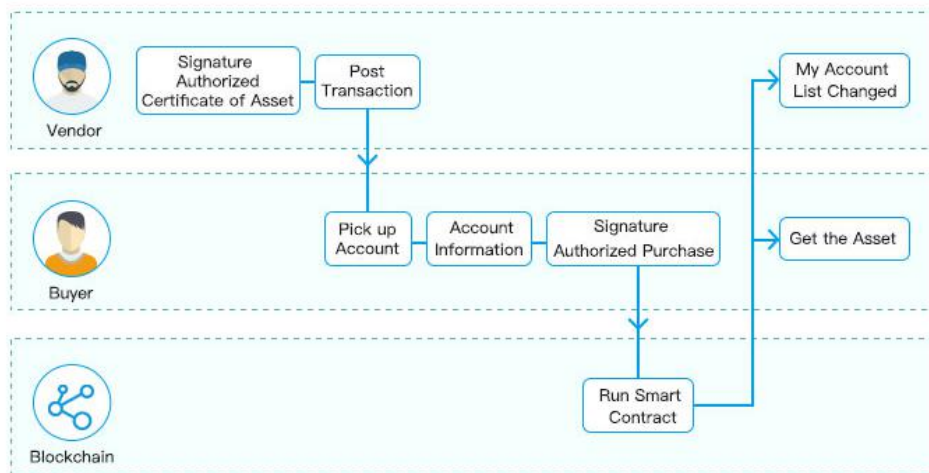 Signature
Authorized
Certificate of Asset
Post
Transaction
My Account
List Changed
Vendor
Pick up
Account
Account
Information
Signature
Authorized Purchase
Get the Asset
Buyer
Run Smart
Contract
Blockchain